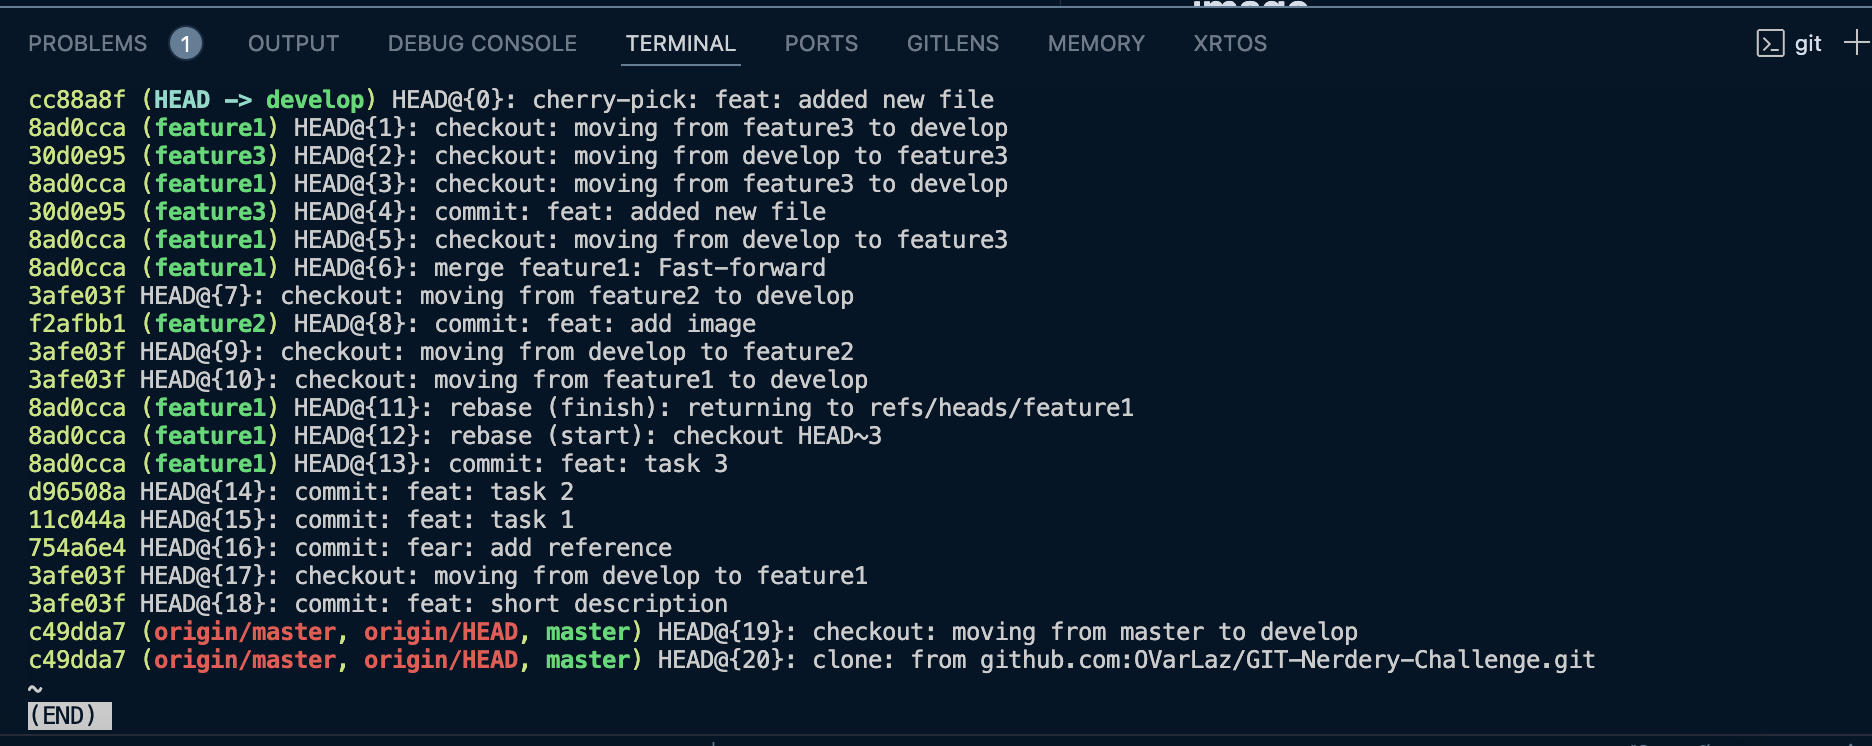 PROBLEMS 1 OUTPUT DEBUG CONSOLE TERMINAL PORTS GITLENS MEMORY XRTOS git
cc88a8f (HEAD -> develop) HEAD@{0}: cherry-pick: feat: added new file
8ad0cca (feature1) HEAD@{1}: checkout: moving from feature3 to develop
30d0e95 (feature3) HEAD@{2}: checkout: moving from develop to feature3
8ad0cca (feature1) HEAD@{3}: checkout: moving from feature3 to develop
30d0e95 (feature3) HEAD@{4}: commit: feat: added new file
8ad0cca (feature1) HEAD@{5}: checkout: moving from develop to feature3
8ad0cca (feature1) HEAD@{6}: merge feature1: Fast-forward
3afe03f HEAD@{7}: checkout: moving from feature2 to develop
f2afbb1 (feature2) HEAD@{8}: commit: feat: add image
3afe03f HEAD@{9}: checkout: moving from develop to feature2
3afe03f HEAD@{10}: checkout: moving from feature1 to develop
8ad0cca (feature1) HEAD@{11}: rebase (finish): returning to refs/heads/feature1
8ad0cca (feature1) HEAD@{12}: rebase (start): checkout HEAD~3
8ad0cca (feature1) HEAD@{13}: commit: feat: task 3
d96508a HEAD@{14}: commit: feat: task 2
11c044a HEAD@{15}: commit: feat: task 1
754a6e4 HEAD@{16}: commit: fear: add reference
3afe03f HEAD@{17}: checkout: moving from develop to feature1
3afe03f HEAD@{18}: commit: feat: short description
c49dda7 (origin/master, origin/HEAD, master) HEAD@{19}: checkout: moving from master to develop
c49dda7 (origin/master, origin/HEAD, master) HEAD@{20}: clone: from github.com:OVarLaz/GIT-Nerdery-Challenge.git
~
(END)